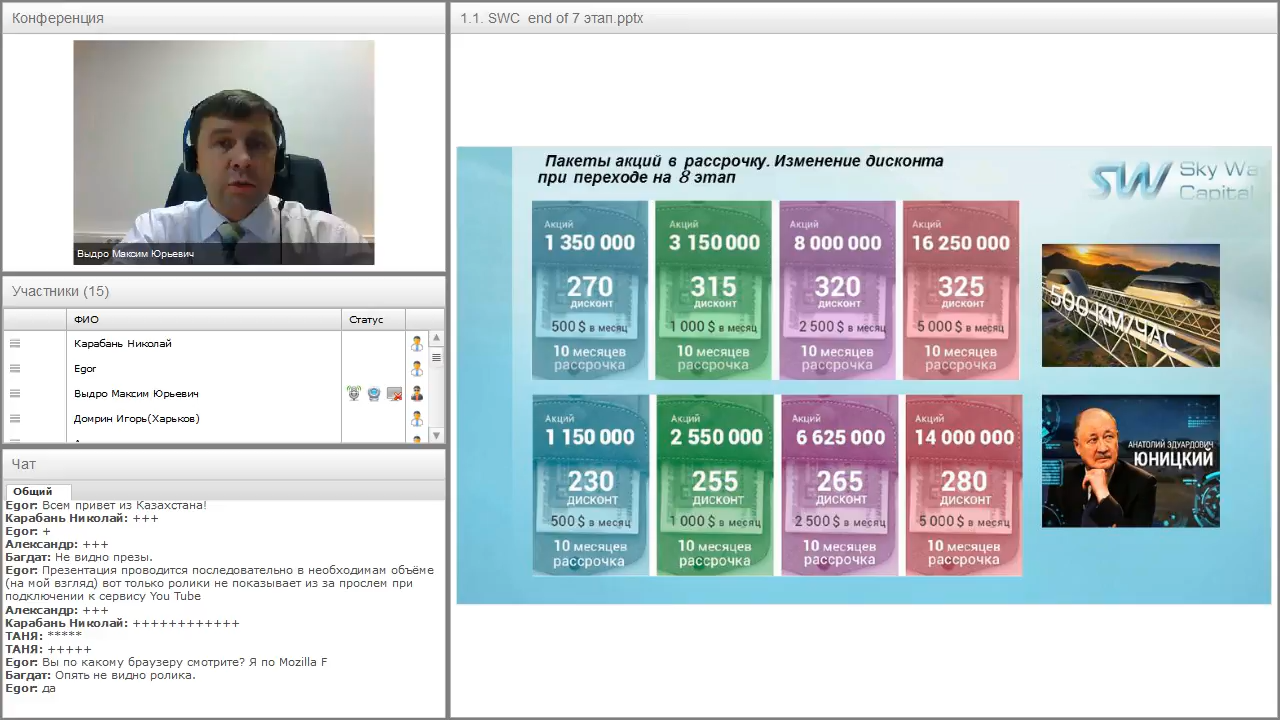 Конференция
Выдро Максим Юрьевич
Участники (15)
ФИО
Статус
Карабань Николай
Egor
Выдро Максим Юрьевич
Домрин Игорь(Харьков)
Чат
Общий
Egor: Всем привет из Казахстана!
Карабань Николай: +++
Egor: +
Александр: +++
Багдат: Не видно презы.
Egor: Презентация проводится последовательно в необходимам объёме
(на мой взгляд) вот только ролики не показывает из за прослем при
подключении к сервису You Tube
Александр: +++
Карабань Николай: ++++++++++++
ТАНЯ: *****
ТАНЯ: +++++
Egor: Вы по какому браузеру смотрите? Я по Mozilla F
Багдат: Опять не видно ролика.
Egor: да
1.1. SWC end of 7 этап.pptx
Пакеты акций в рассрочку. Изменение дисконта
при переходе на 8 этап
SW Sky Wa
Capital
Акций
1 350 000
270
дисконт
500 $ в месяц
10 месяцев
рассрочка
Акций
3 150 000
315
дисконт
1 000 $ в месяц
10 месяцев
рассрочка
Акций
8 000 000
320
дисконт
2 500 $ в месяц
10 месяцев
рассрочка
Акций
16 250 000
325
дисконт
5 000 $ в месяц
10 месяцев
рассрочка
500 КМ/ЧАС
Акций
1 150 000
230
дисконт
500 $ в месяц
10 месяцев
рассрочка
Акций
2 550 000
255
дисконт
1 000 $ в месяц
10 месяцев
рассрочка
Акций
6 625 000
265
дисконт
2 500 $ в месяц
10 месяцев
рассрочка
Акций
14 000 000
280
дисконт
5 000 $ в месяц
10 месяцев
рассрочка
АНАТОЛИЙ ЭДУАРДОВИЧ
ЮНИЦКИЙ